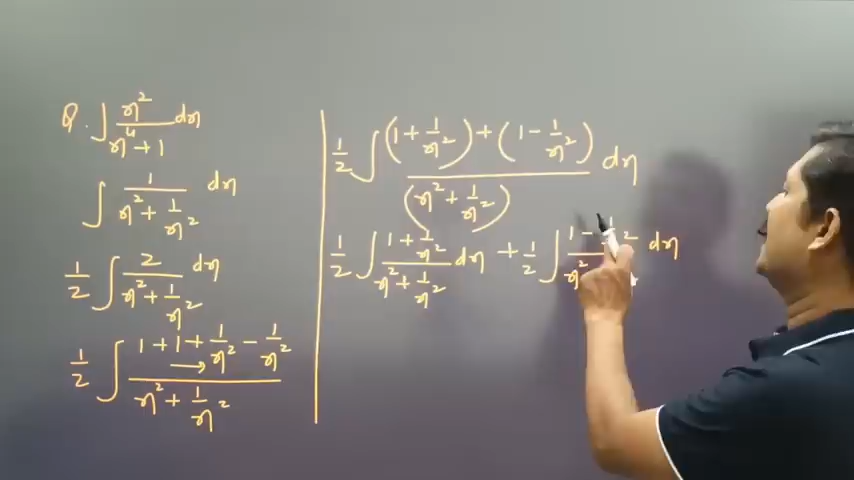 Q. ∫ x²/(x⁴ + 1) dx
∫ 1/(x² + 1/x²) dx
1/2 ∫ 2/(x² + 1/x²) dx
1/2 ∫ (1 + 1 + 1/x² - 1/x²)/(x² + 1/x²)
1/2 ∫ ((1 + 1/x²) + (1 - 1/x²))/(x² + 1/x²) dx
1/2 ∫ (1 + 1/x²)/(x² + 1/x²) dx + 1/2 ∫ (1 - 1/x²)/x² dx